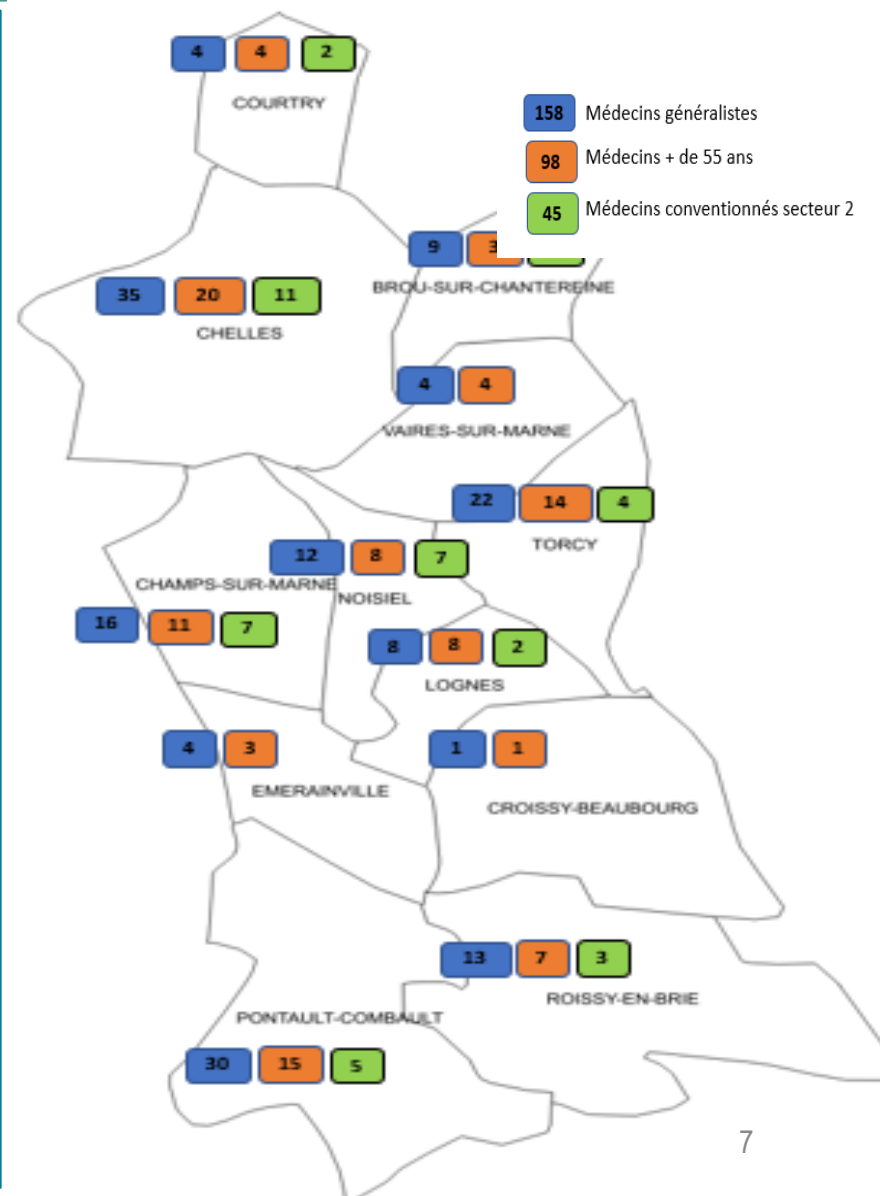 4 4 2
COURTRY
158 Médecins généralistes
98 Médecins + de 55 ans
45 Médecins conventionnés secteur 2
9 3
BROU-SUR-CHANTEREINE
35 20 11
CHELLES
4 4
VAIRES-SUR-MARNE
22 14 4
TORCY
12 8 7
CHAMPS-SUR-MARNE
NOISIEL
16 11 7
8 8 2
LOGNES
4 3
EMERAINVILLE
1 1
CROISSY-BEAUBOURG
13 7 3
ROISSY-EN-BRIE
PONTAULT-COMBAULT
30 15 5
7